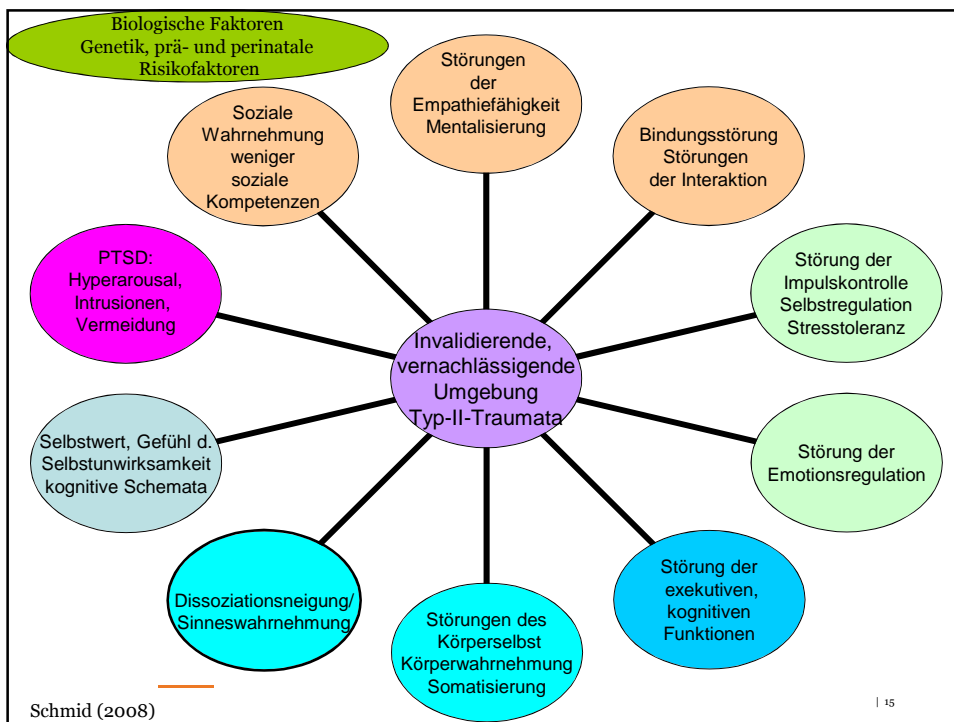 Biologische Faktoren
Genetik, prä- und perinatale
Risikofaktoren
Störungen
der
Empathiefähigkeit
Mentalisierung
Soziale
Wahrnehmung
weniger
soziale
Kompetenzen
Bindungsstörung
Störungen
der Interaktion
PTSD:
Hyperarousal,
Intrusionen,
Vermeidung
Störung der
Impulskontrolle
Selbstregulation
Stresstoleranz
Invalidierende,
vernachlässigende
Umgebung
Typ-II-Traumata
Selbstwert, Gefühl d.
Selbstunwirksamkeit
kognitive Schemata
Störung der
Emotionsregulation
Dissoziationsneigung/
Sinneswahrnehmung
Störungen des
Körperselbst
Körperwahrnehmung
Somatisierung
Störung der
exekutiven,
kognitiven
Funktionen
Schmid (2008)
| 15